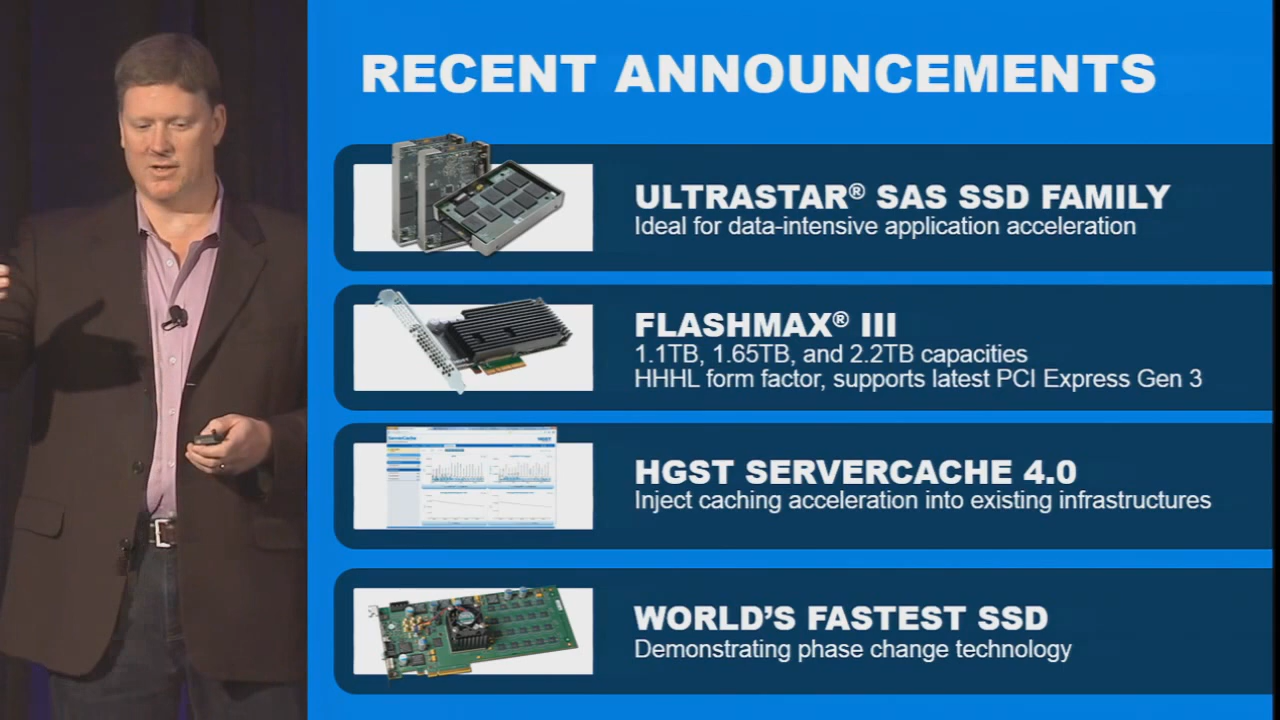 RECENT ANNOUNCEMENTS
ULTRASTAR® SAS SSD FAMILY
Ideal for data-intensive application acceleration
FLASHMAX® III
1.1TB, 1.65TB, and 2.2TB capacities
HHHL form factor, supports latest PCI Express Gen 3
ServerCache
HGST SERVERCACHE 4.0
Inject caching acceleration into existing infrastructures
WORLD'S FASTEST SSD
Demonstrating phase change technology